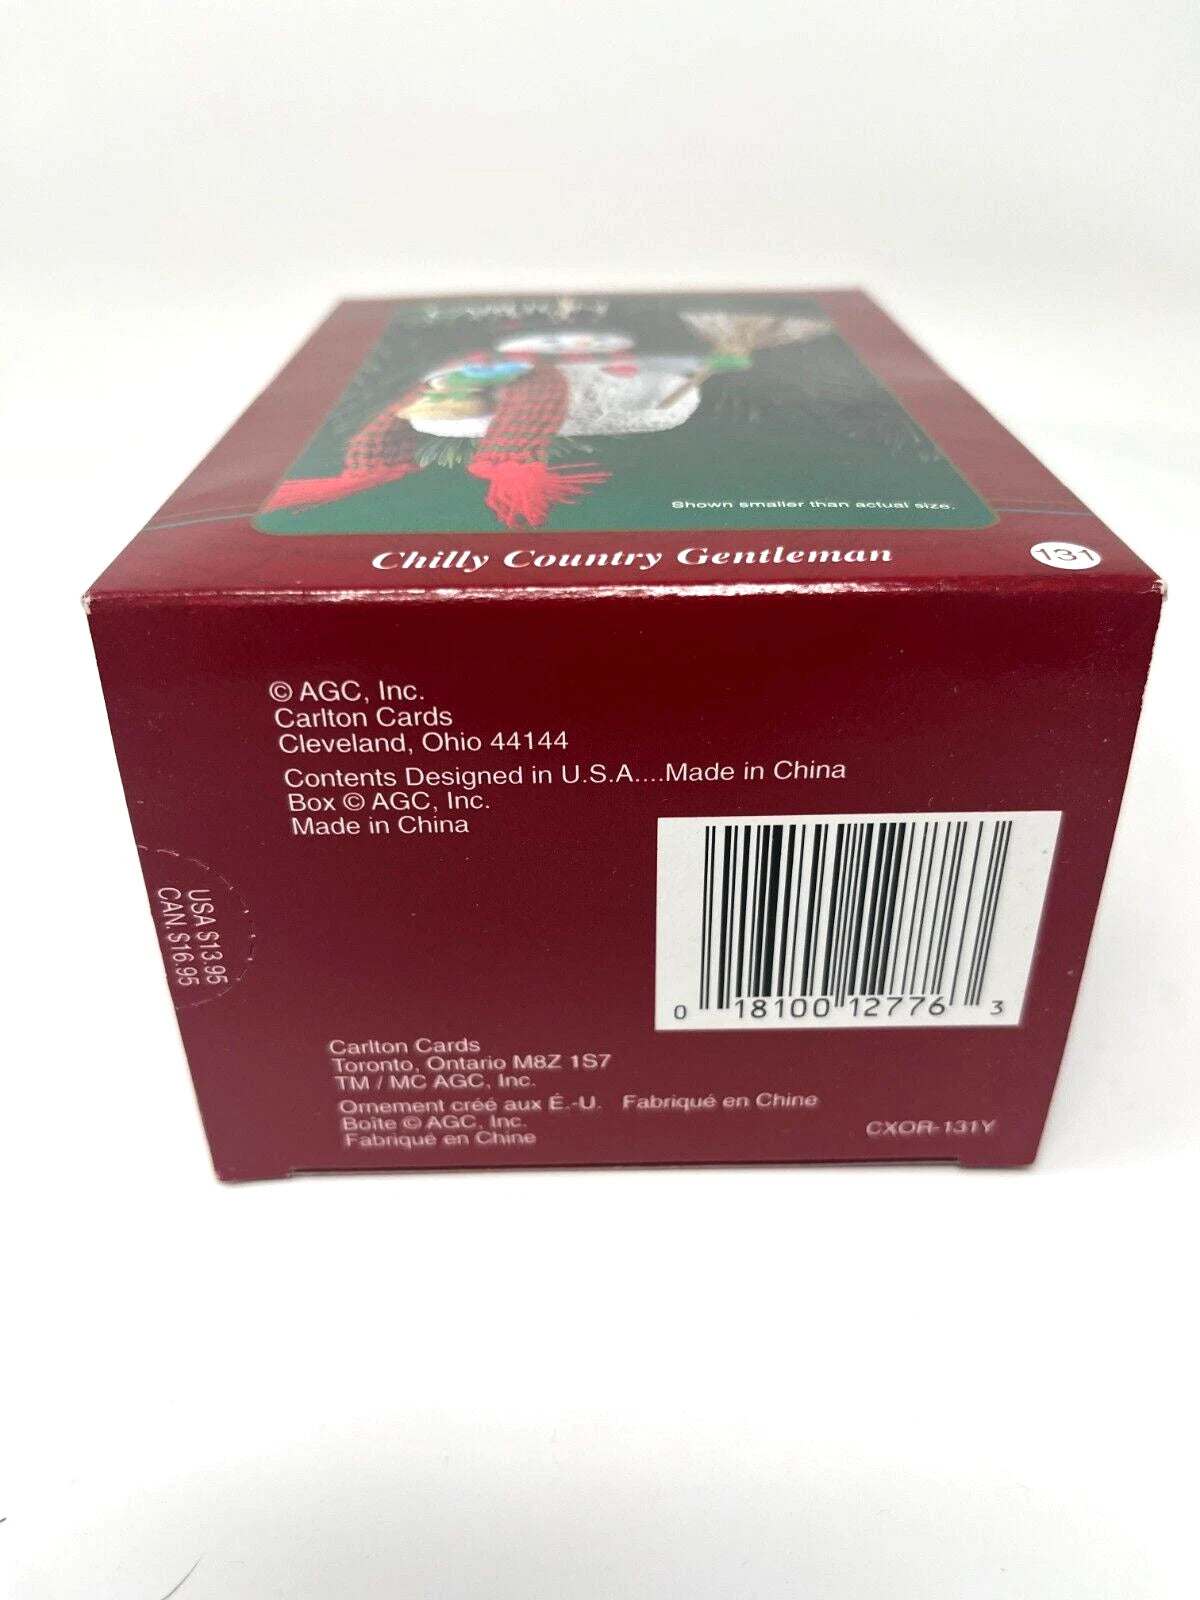 Shown smaller than actual size.
Chilly Country Gentleman
131
© AGC, Inc.
Carlton Cards
Cleveland, Ohio 44144
Contents Designed in U.S.A....Made in China
Box © AGC, Inc.
Made in China
USA $13.95
CAN. $16.95
0 18100 12776 3
Carlton Cards
Toronto, Ontario M8Z 1S7
TM / MC AGC, Inc.
Ornement créé aux É.-U. Fabriqué en Chine
Boîte © AGC, Inc.
Fabriqué en Chine
CXOR-131Y